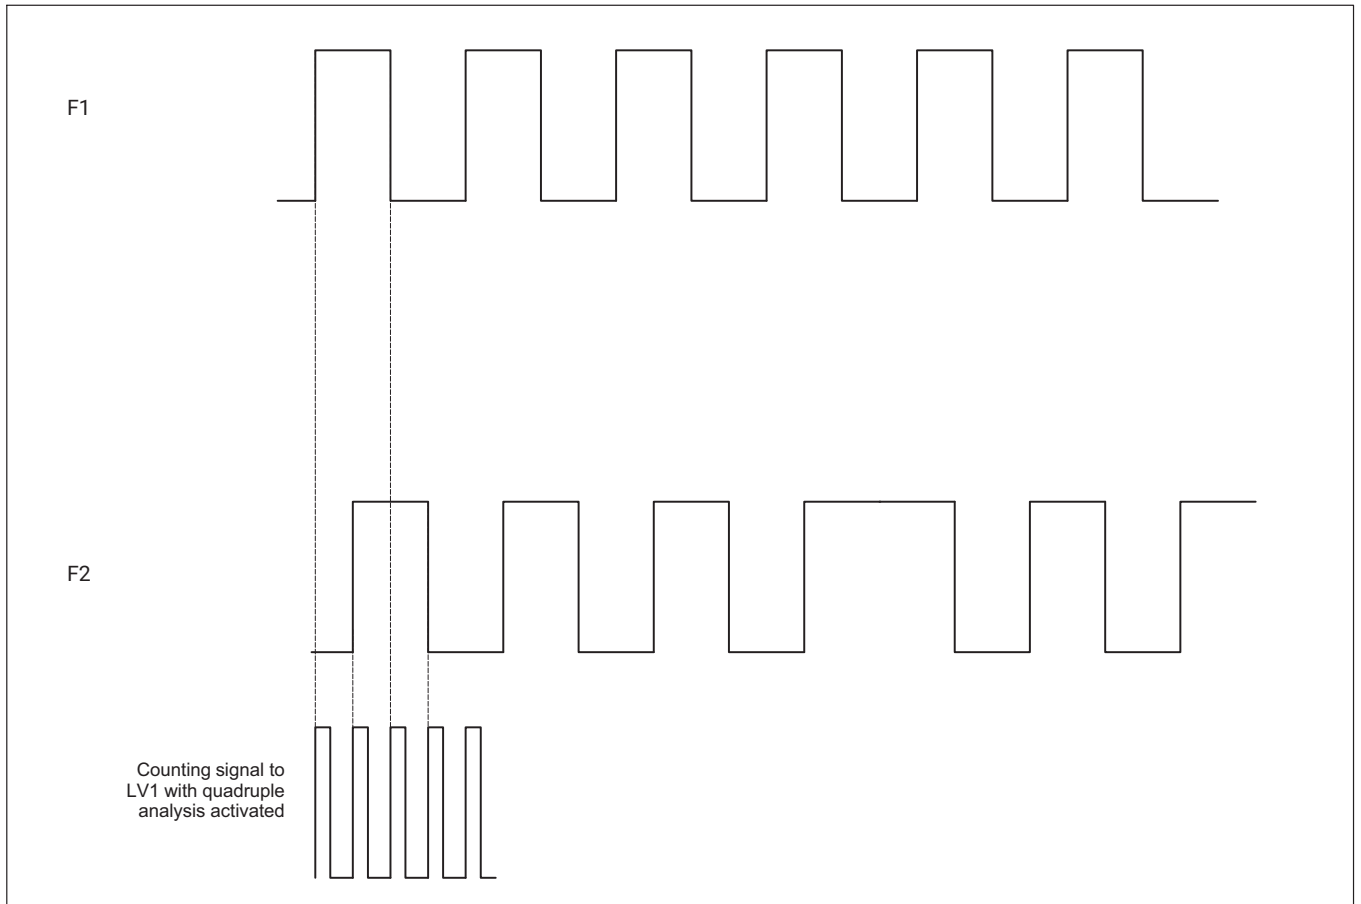 F1
F2
Counting signal to
LV1 with quadruple
analysis activated